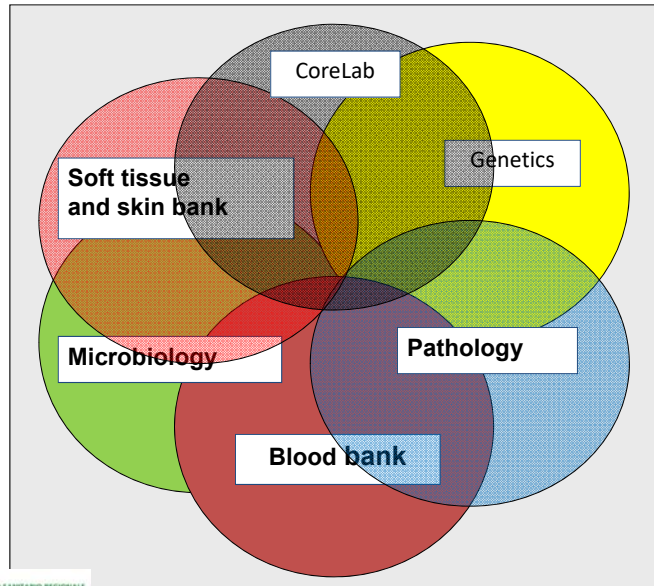 CoreLab
Genetics
Soft tissue
and skin bank
Pathology
Microbiology
Blood bank